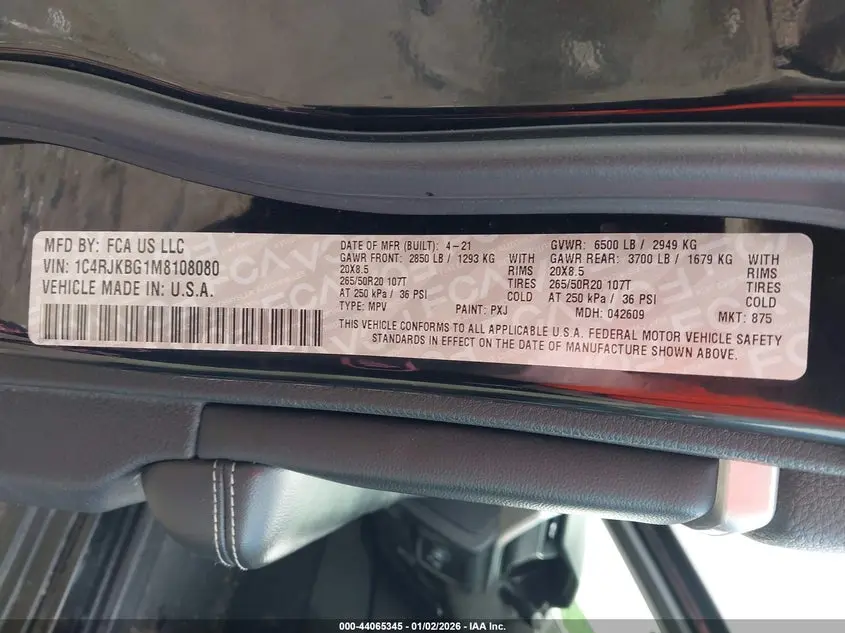 MFD BY: FCA US LLC
VIN: 1C4RJKBG1M8108080
VEHICLE MADE IN: U.S.A.
DATE OF MFR (BUILT): 4-21
GAWR FRONT: 2850 LB / 1293 KG WITH
20X8.5 RIMS
265/50R20 107T TIRES
AT 250 kPa / 36 PSI COLD
TYPE: MPV PAINT: PXJ
GVWR: 6500 LB / 2949 KG
GAWR REAR: 3700 LB / 1679 KG WITH
20X8.5 RIMS
265/50R20 107T TIRES
AT 250 kPa / 36 PSI COLD
MDH: 042609 MKT: 875
THIS VEHICLE CONFORMS TO ALL APPLICABLE U.S.A. FEDERAL MOTOR VEHICLE SAFETY
STANDARDS IN EFFECT ON THE DATE OF MANUFACTURE SHOWN ABOVE.
000-44065345 - 01/02/2026 - IAA Inc.